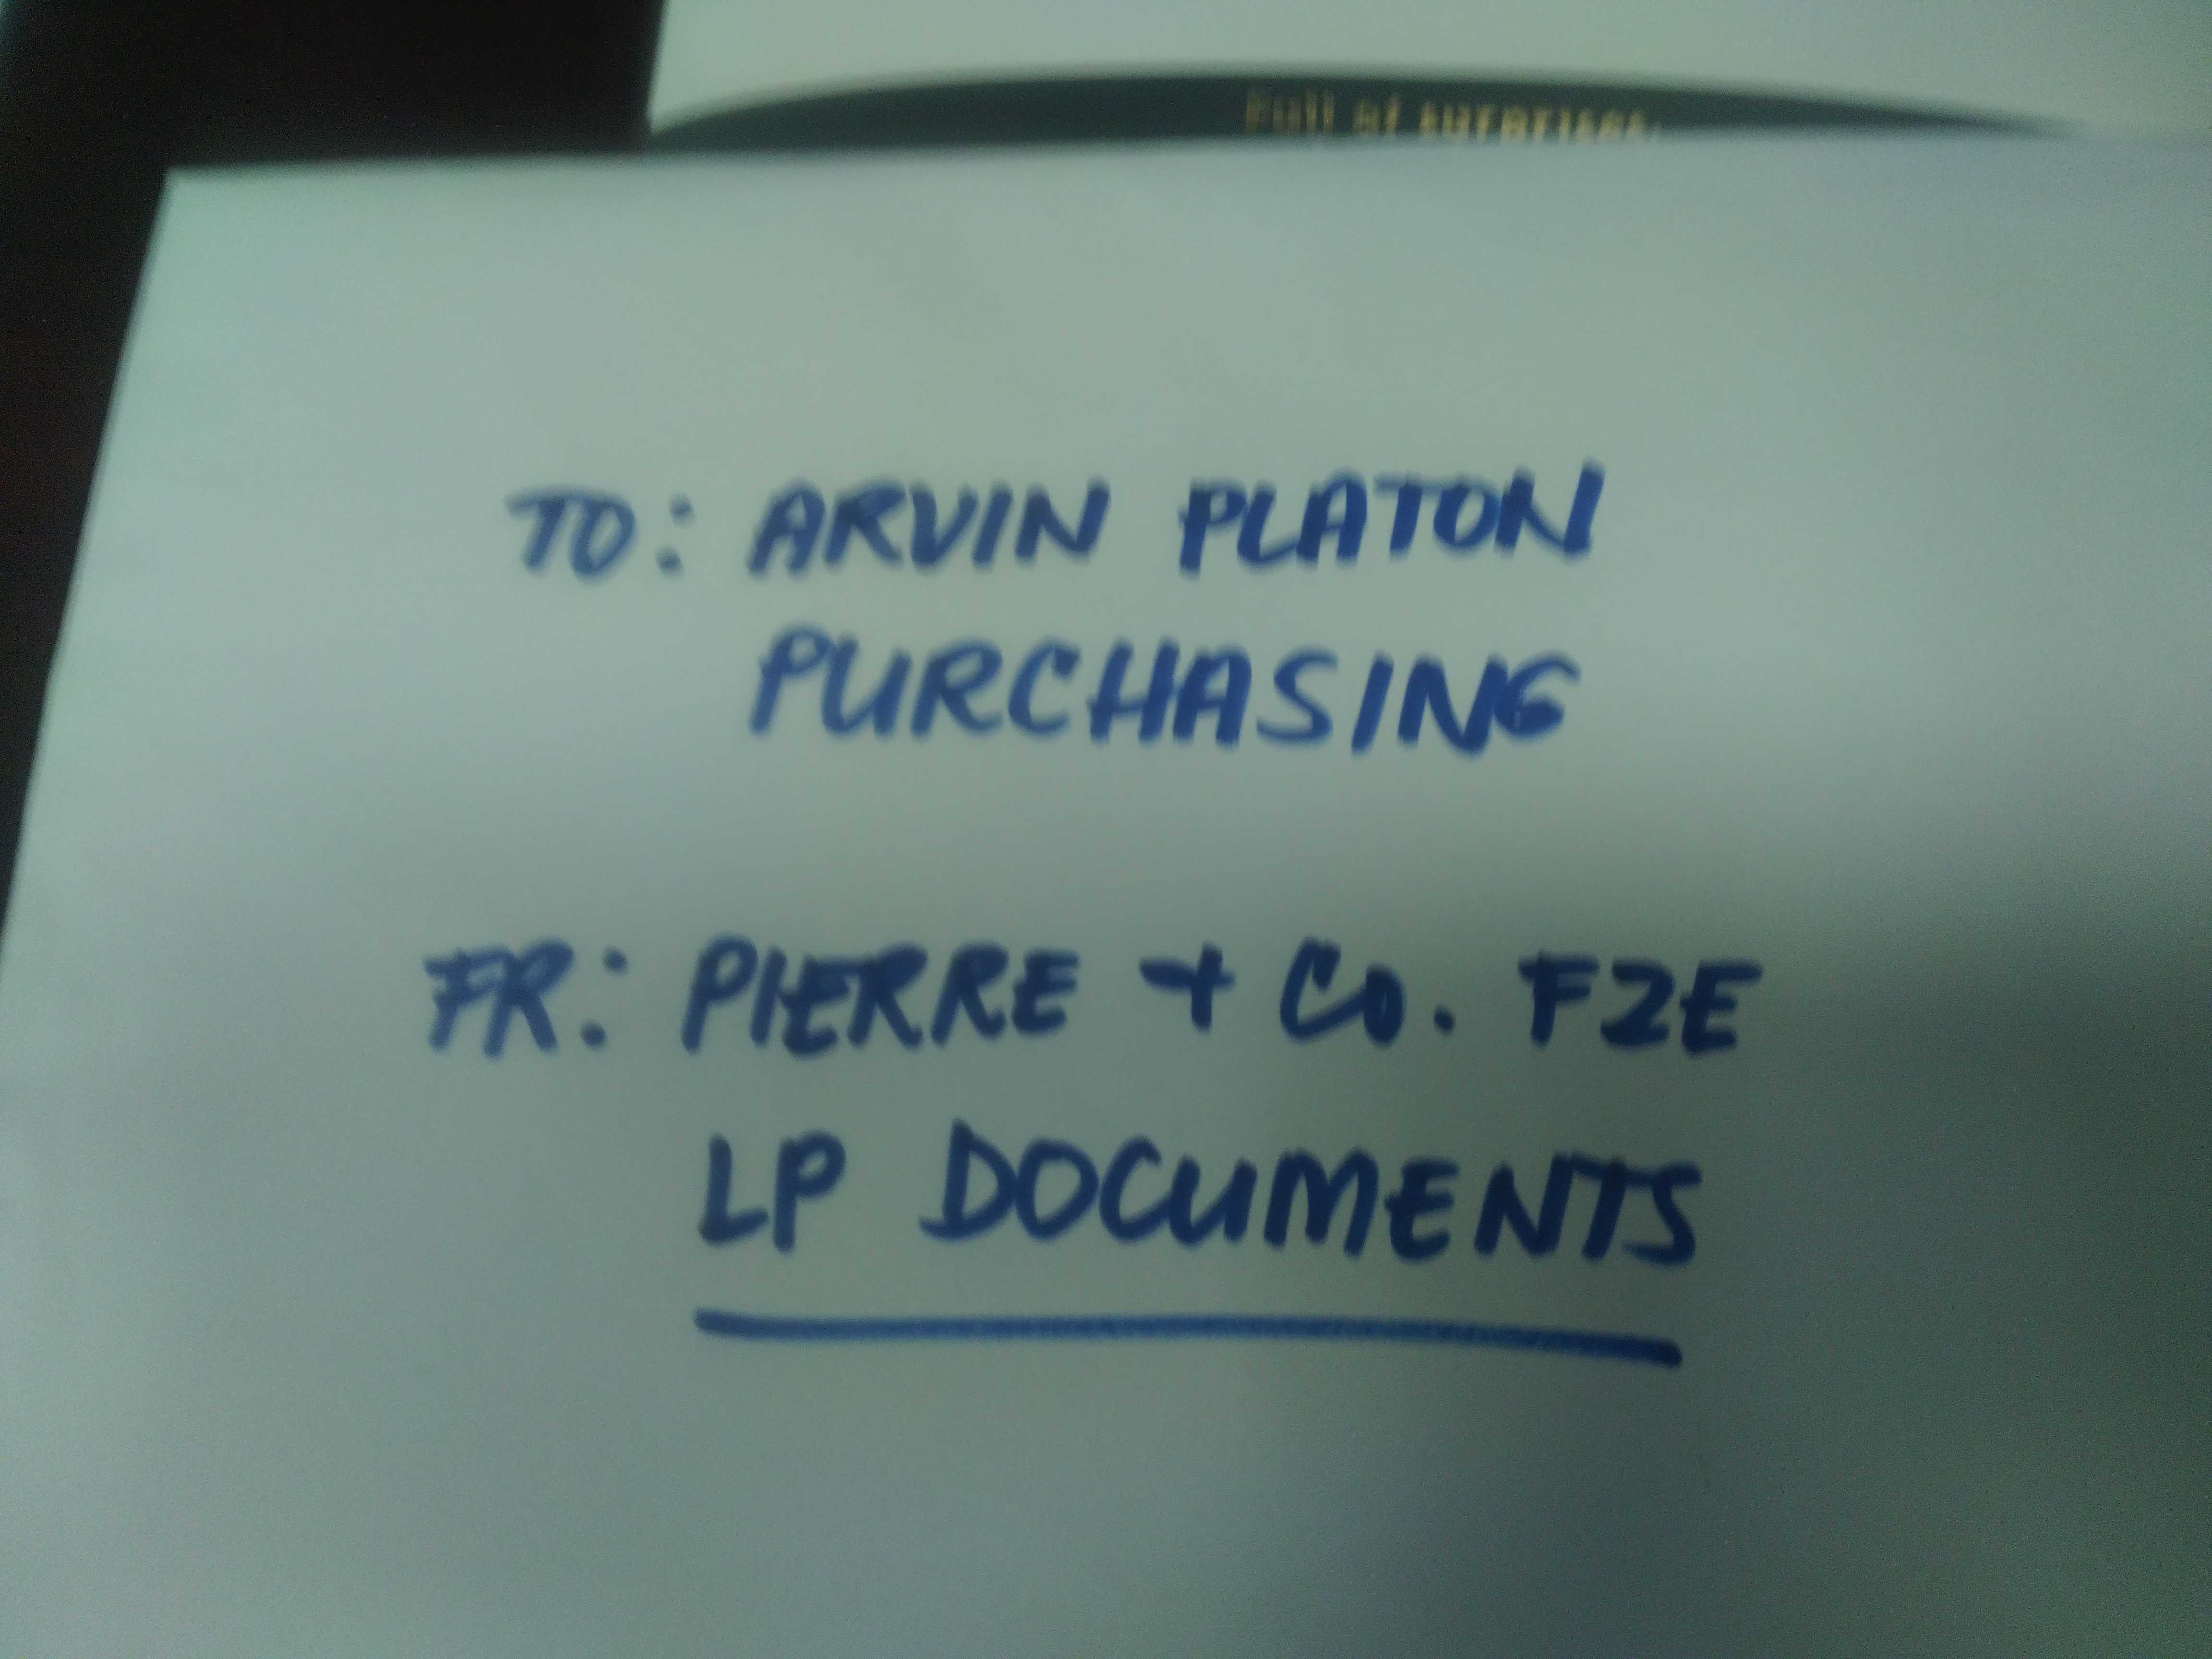 Full of surprises.
TO: ARVIN PLATON
PURCHASING
FR: PIERRE + CO. FZE
LP DOCUMENTS